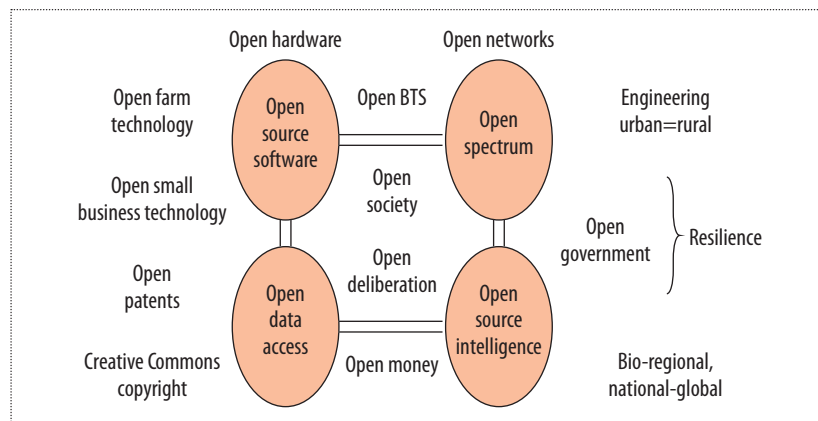 Open hardware
Open networks
Open farm
technology
Open
source
software
Open BTS
Open
spectrum
Engineering
urban=rural
Open small
business technology
Open
society
Open
government
Resilience
Open
patents
Open
data
access
Open
deliberation
Open
source
intelligence
Creative Commons
copyright
Open money
Bio-regional,
national-global